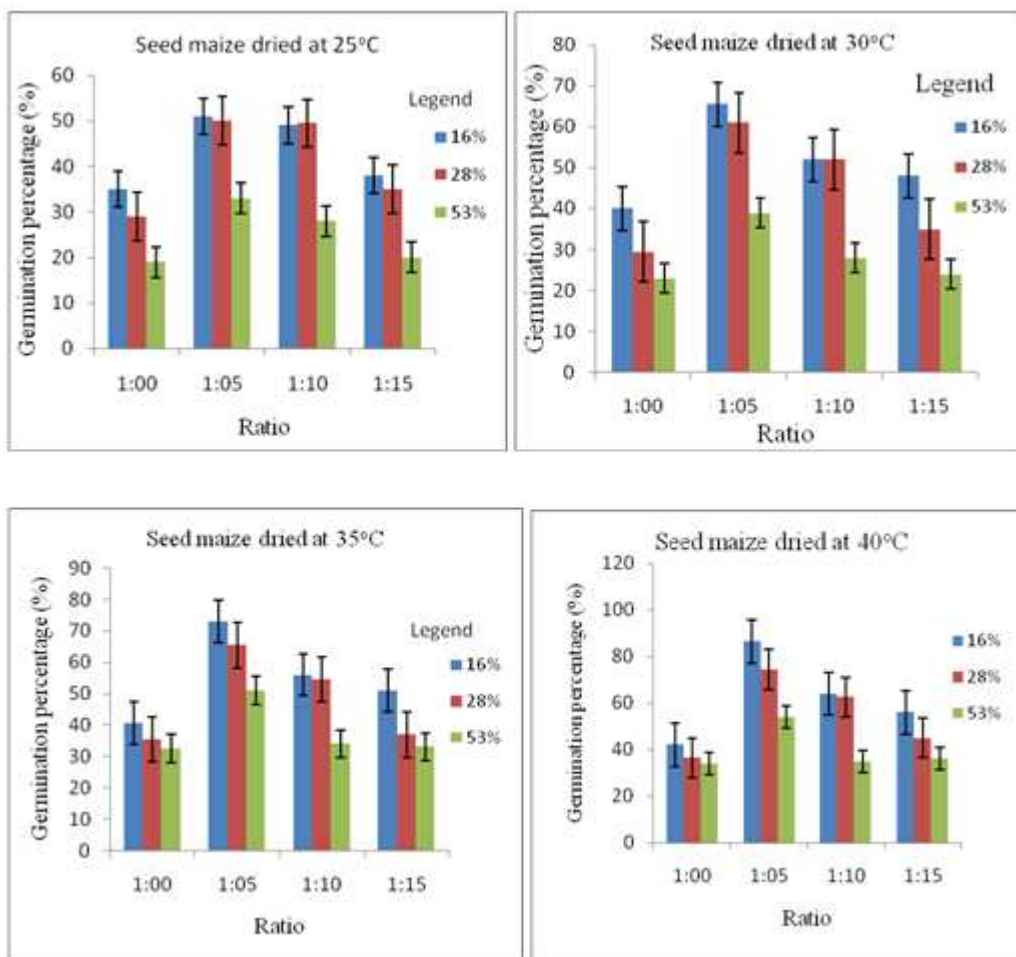 Seed maize dried at 25°C
Germination percentage (%)
60
50
40
30
20
10
0
Legend
16%
28%
53%
1:00 1:05 1:10 1:15
Ratio
Seed maize dried at 30°C
Germination percentage (%)
80
70
60
50
40
30
20
10
0
Legend
16%
28%
53%
1:00 1:05 1:10 1:15
Ratio
Seed maize dried at 35°C
Germination percentage (%)
90
80
70
60
50
40
30
20
10
0
Legend
16%
28%
53%
1:00 1:05 1:10 1:15
Ratio
Seed maize dried at 40°C
Germination percentage (%)
120
100
80
60
40
20
0
16%
28%
53%
1:00 1:05 1:10 1:15
Ratio